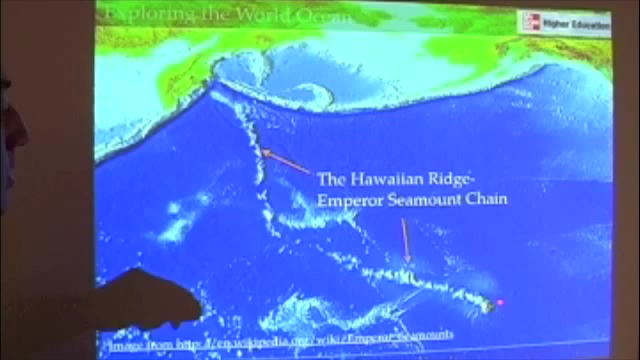 Exploring the World Ocean
Higher Education
The Hawaiian Ridge-
Emperor Seamount Chain
Image from http://en.wikipedia.org/wiki/Emperor_Seamounts